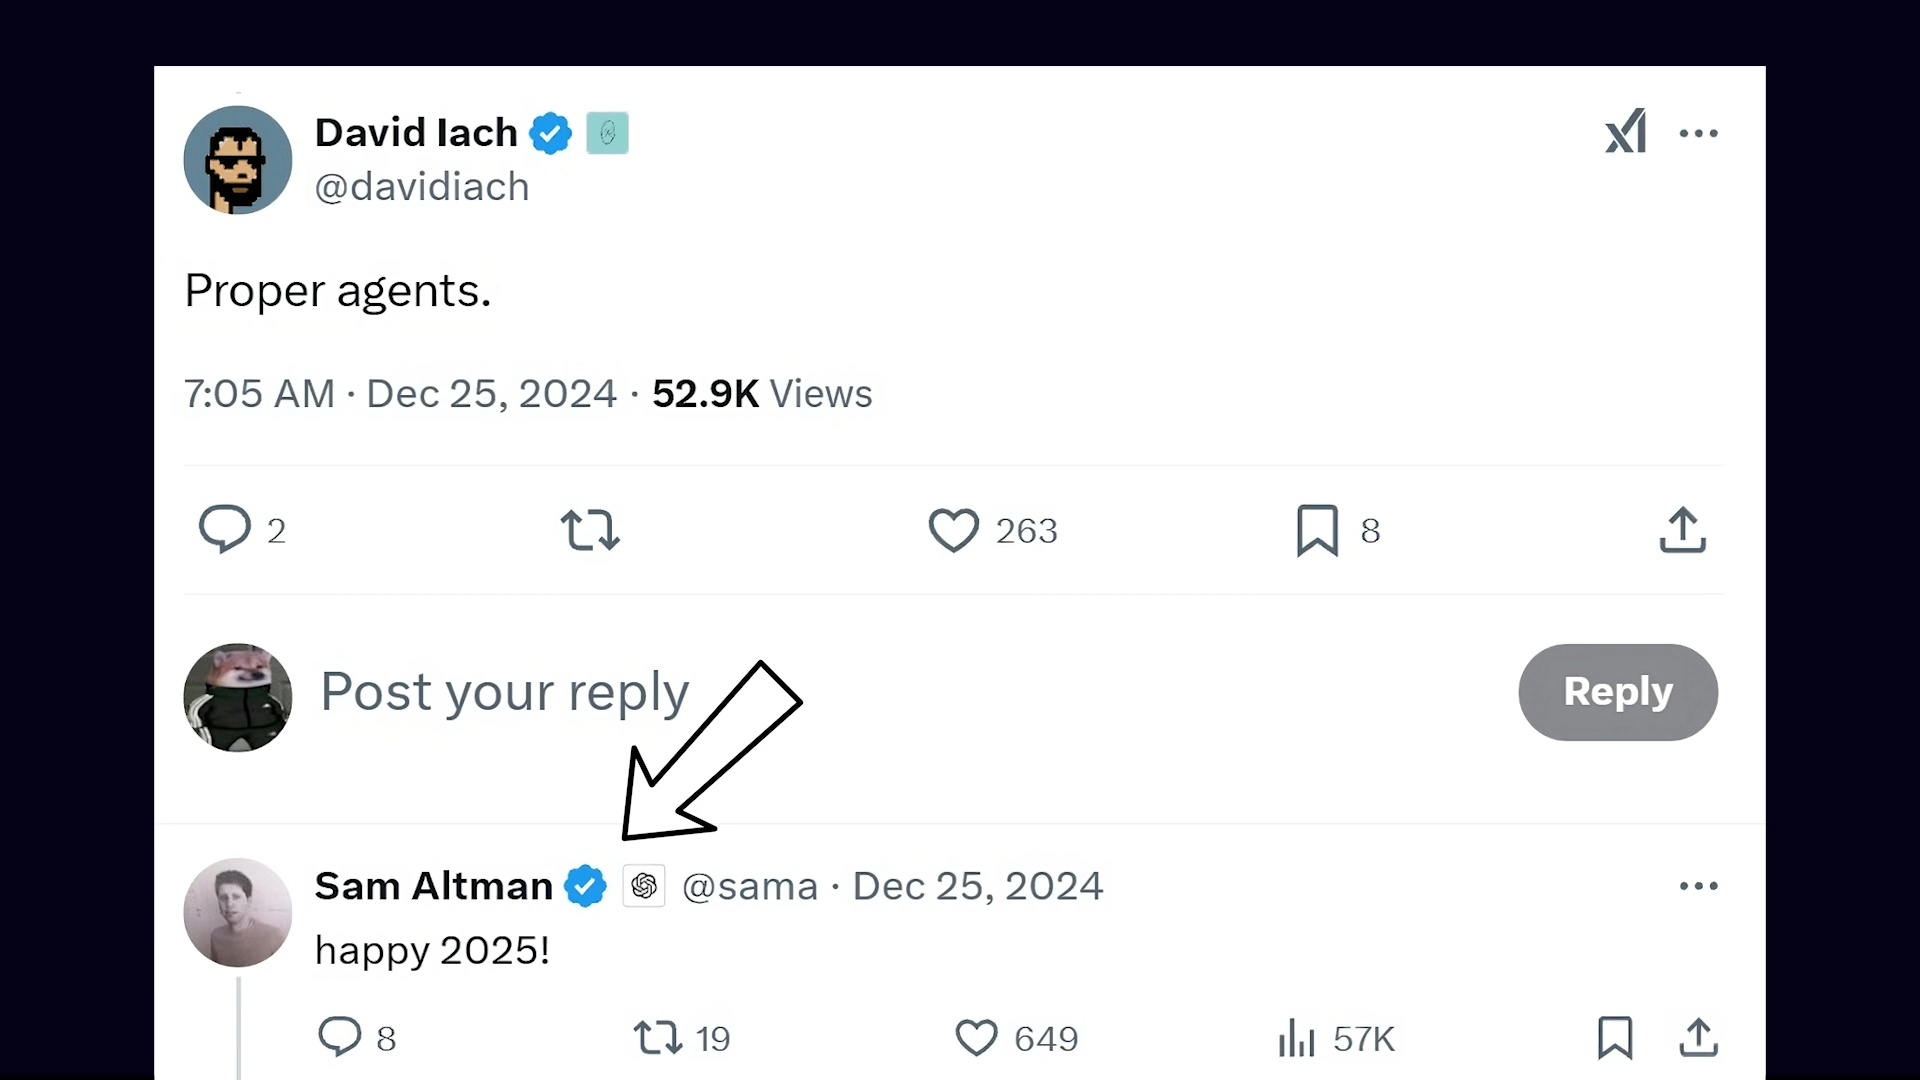 David Iach
@davidiach
Proper agents.
7:05 AM · Dec 25, 2024 · 52.9K Views
2 263 8
Post your reply
Reply
Sam Altman @sama · Dec 25, 2024
happy 2025!
8 19 649 57K